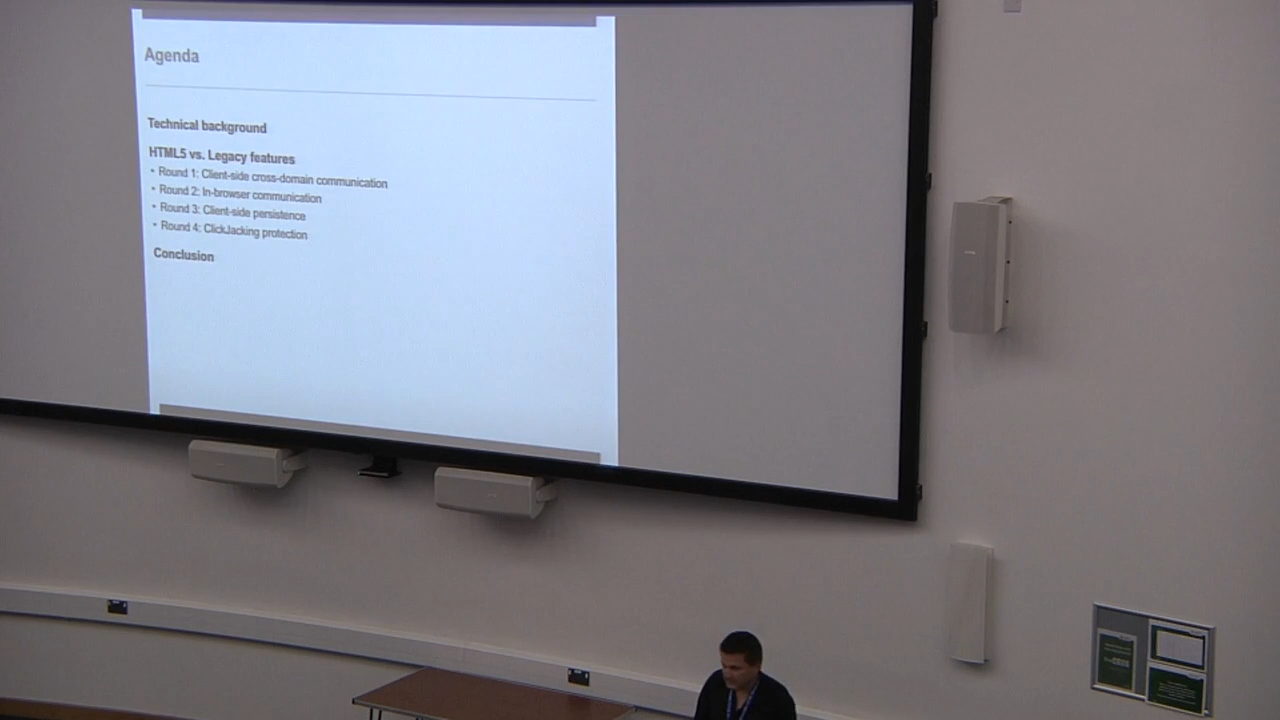 Agenda
Technical background
HTML5 vs. Legacy features
• Round 1: Client-side cross-domain communication
• Round 2: In-browser communication
• Round 3: Client-side persistence
• Round 4: ClickJacking protection
Conclusion